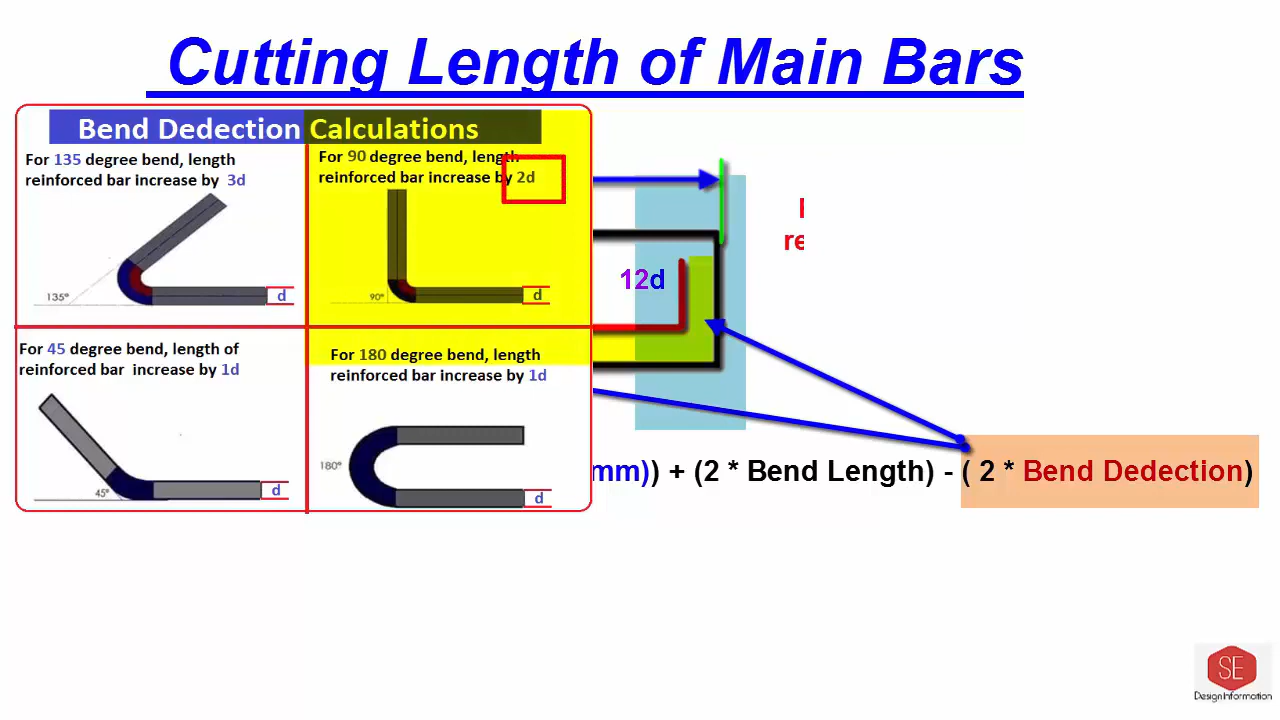 Cutting Length of Main Bars
Bend Dedection Calculations
For 135 degree bend, length
reinforced bar increase by 3d
135°
d
For 90 degree bend, length
reinforced bar increase by 2d
90°
d
For 45 degree bend, length of
reinforced bar increase by 1d
45°
d
For 180 degree bend, length
reinforced bar increase by 1d
180°
d
12d
re
mm)) + (2 * Bend Length) - ( 2 * Bend Dedection)
SE
Design Information